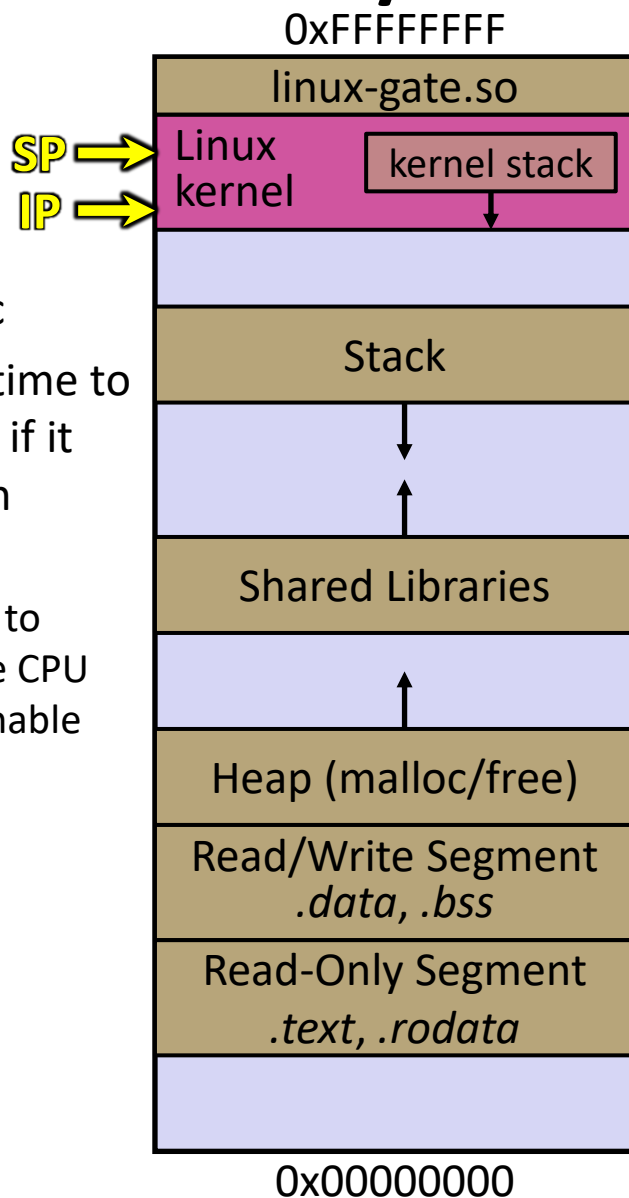 0xFFFFFFFF
linux-gate.so
SP
Linux
kernel stack
IP
kernel
c
time to
Stack
if it
n
Shared Libraries
to
e CPU
nable
Heap (malloc/free)
Read/Write Segment
.data, .bss
Read-Only Segment
.text, .rodata
0x00000000